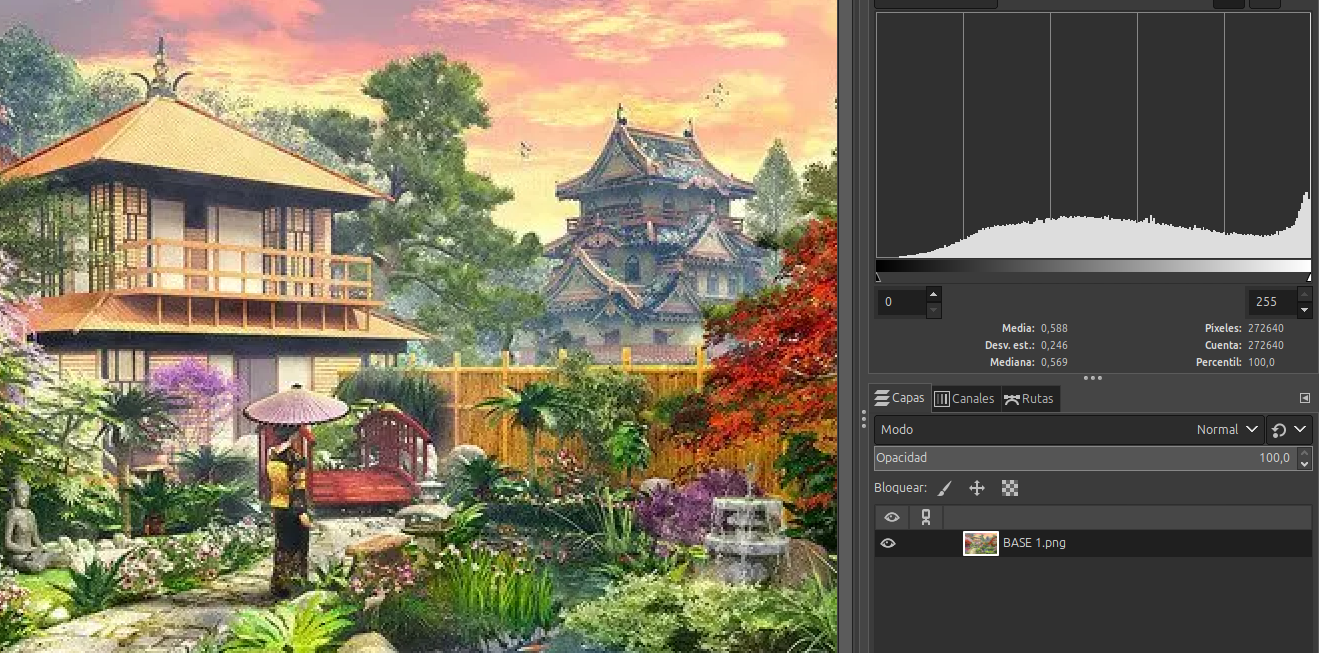 0
255
Media: 0,588
Píxeles: 272640
Desv. est.: 0,246
Cuenta: 272640
Mediana: 0,569
Percentil: 100,0
Capas
Canales
Rutas
Modo
Normal
Opacidad
100,0
Bloquear:
BASE 1.png